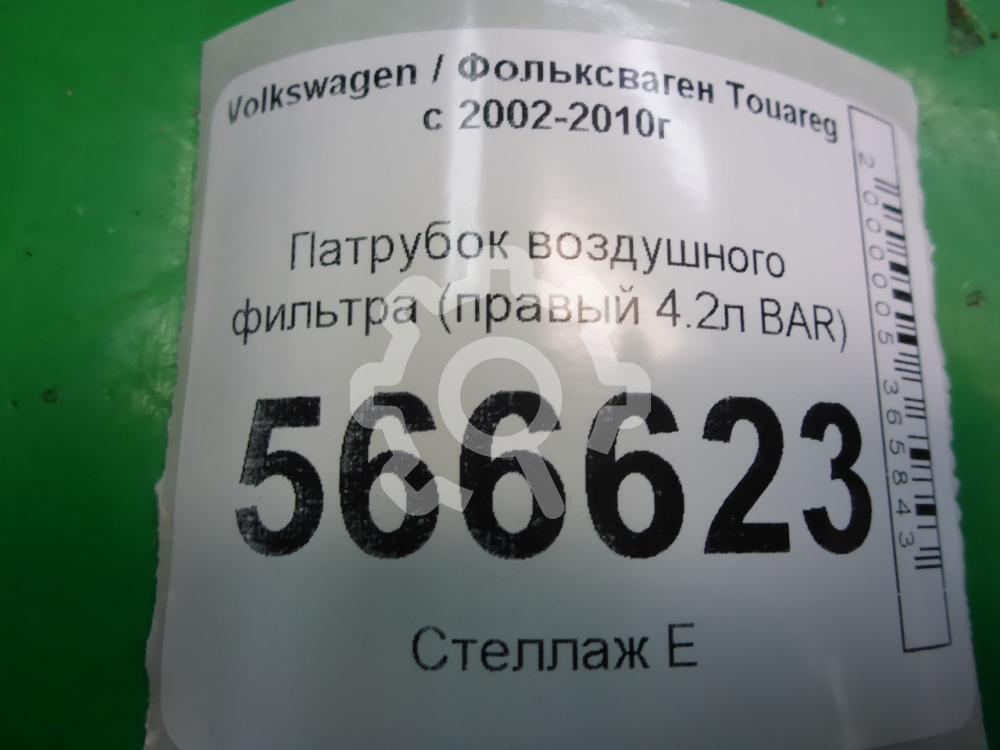 Volkswagen / Фольксваген Touareg
с 2002-2010г
Патрубок воздушного
фильтра (правый 4.2л BAR)
566623
Стеллаж Е
2000005365843